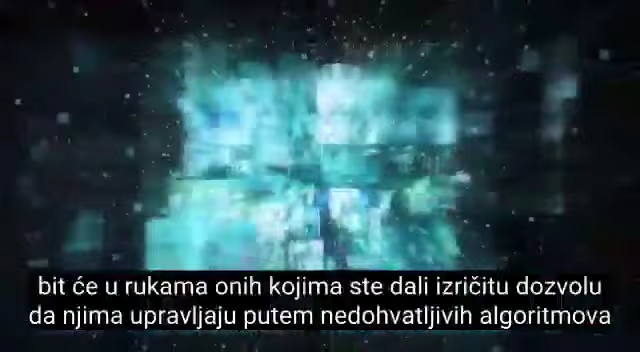 bit će u rukama onih kojima ste dali izričitu dozvolu
da njima upravljaju putem nedohvatljivih algoritmova